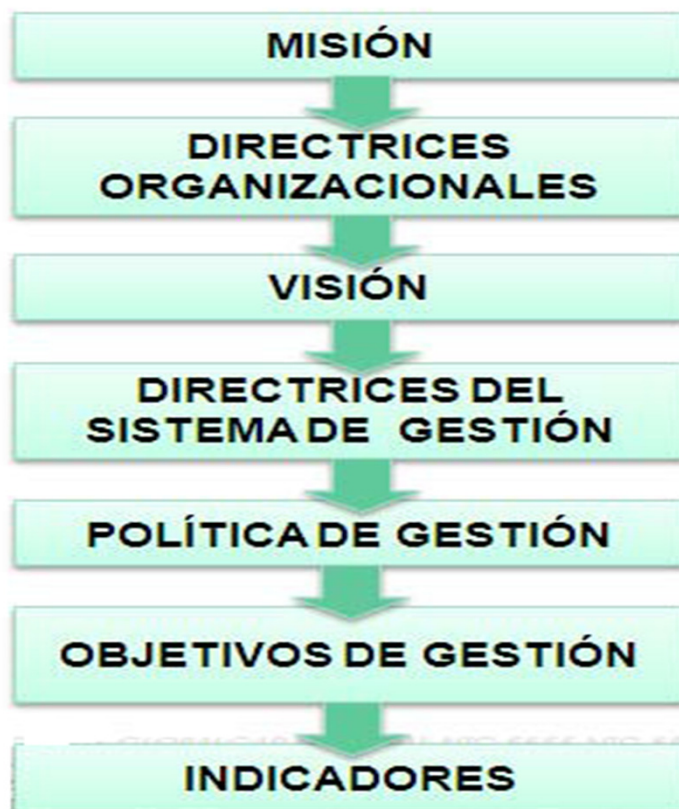 MISIÓN
DIRECTRICES
ORGANIZACIONALES
VISIÓN
DIRECTRICES DEL
SISTEMA DE GESTIÓN
POLÍTICA DE GESTIÓN
OBJETIVOS DE GESTIÓN
INDICADORES